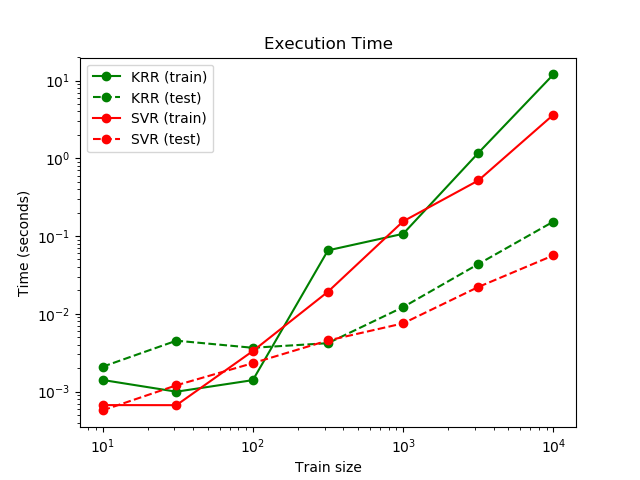 Execution Time
KRR (train)
KRR (test)
SVR (train)
SVR (test)
10¹
10⁰
10⁻¹
10⁻²
10⁻³
Time (seconds)
10¹
10²
10³
10⁴
Train size